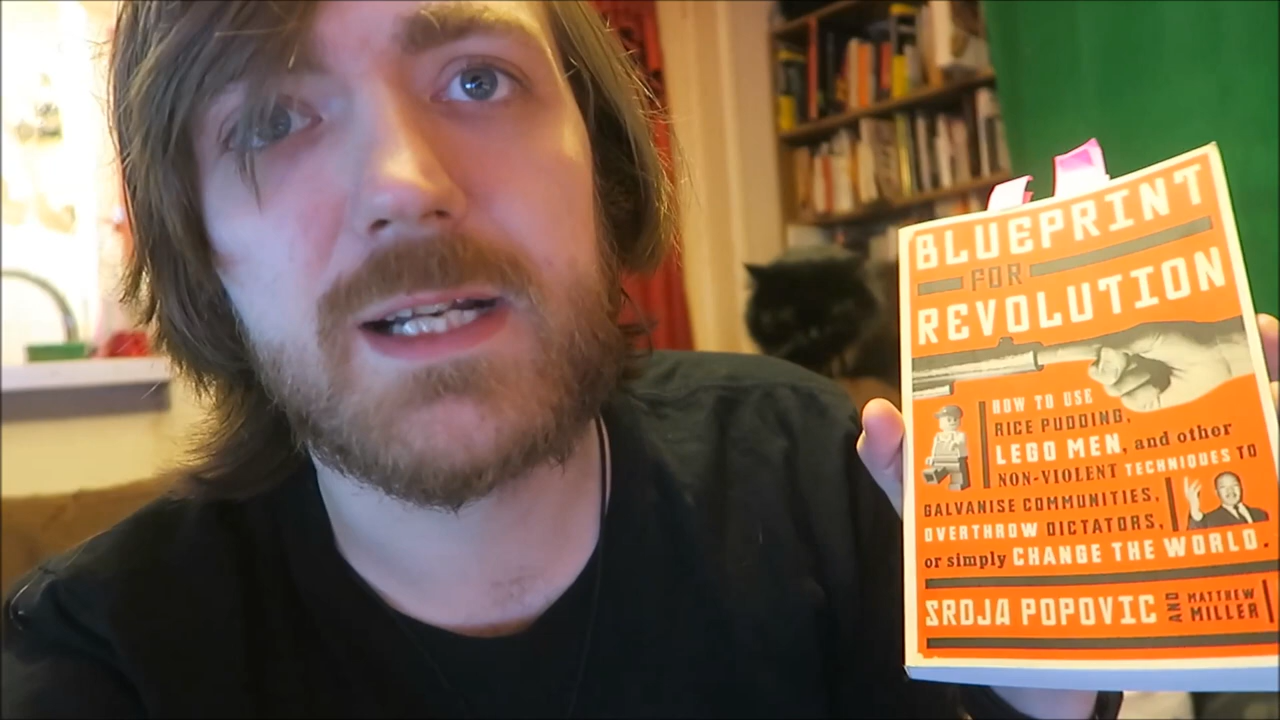 BLUEPRINT
FOR
REVOLUTION
HOW TO USE
RICE PUDDING,
LEGO MEN, and other
NON-VIOLENT TECHNIQUES TO
GALVANISE COMMUNITIES,
OVERTHROW DICTATORS,
or simply CHANGE THE WORLD.
SRDJA POPOVIC AND MATTHEW MILLER